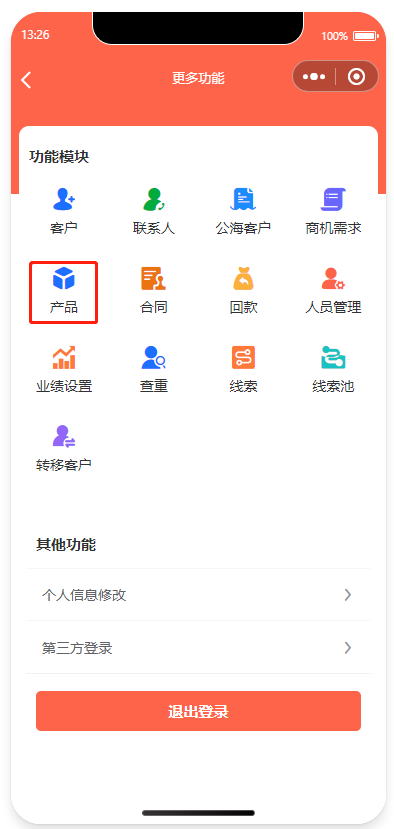 13:26
100%
更多功能
功能模块
客户 联系人 公海客户 商机需求
产品 合同 回款 人员管理
业绩设置 查重 线索 线索池
转移客户
其他功能
个人信息修改
第三方登录
退出登录